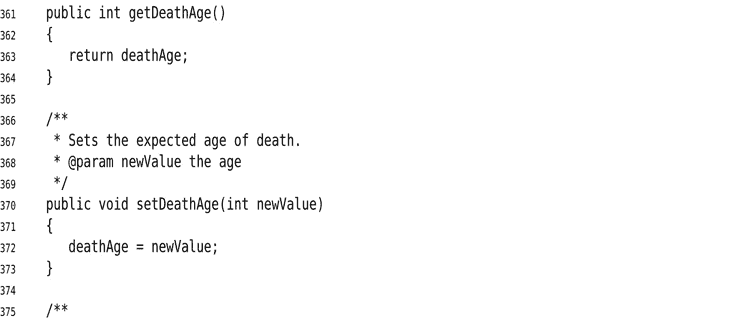 361 public int getDeathAge()
362 {
363 return deathAge;
364 }
365
366 /**
367 * Sets the expected age of death.
368 * @param newValue the age
369 */
370 public void setDeathAge(int newValue)
371 {
372 deathAge = newValue;
373 }
374
375 /**